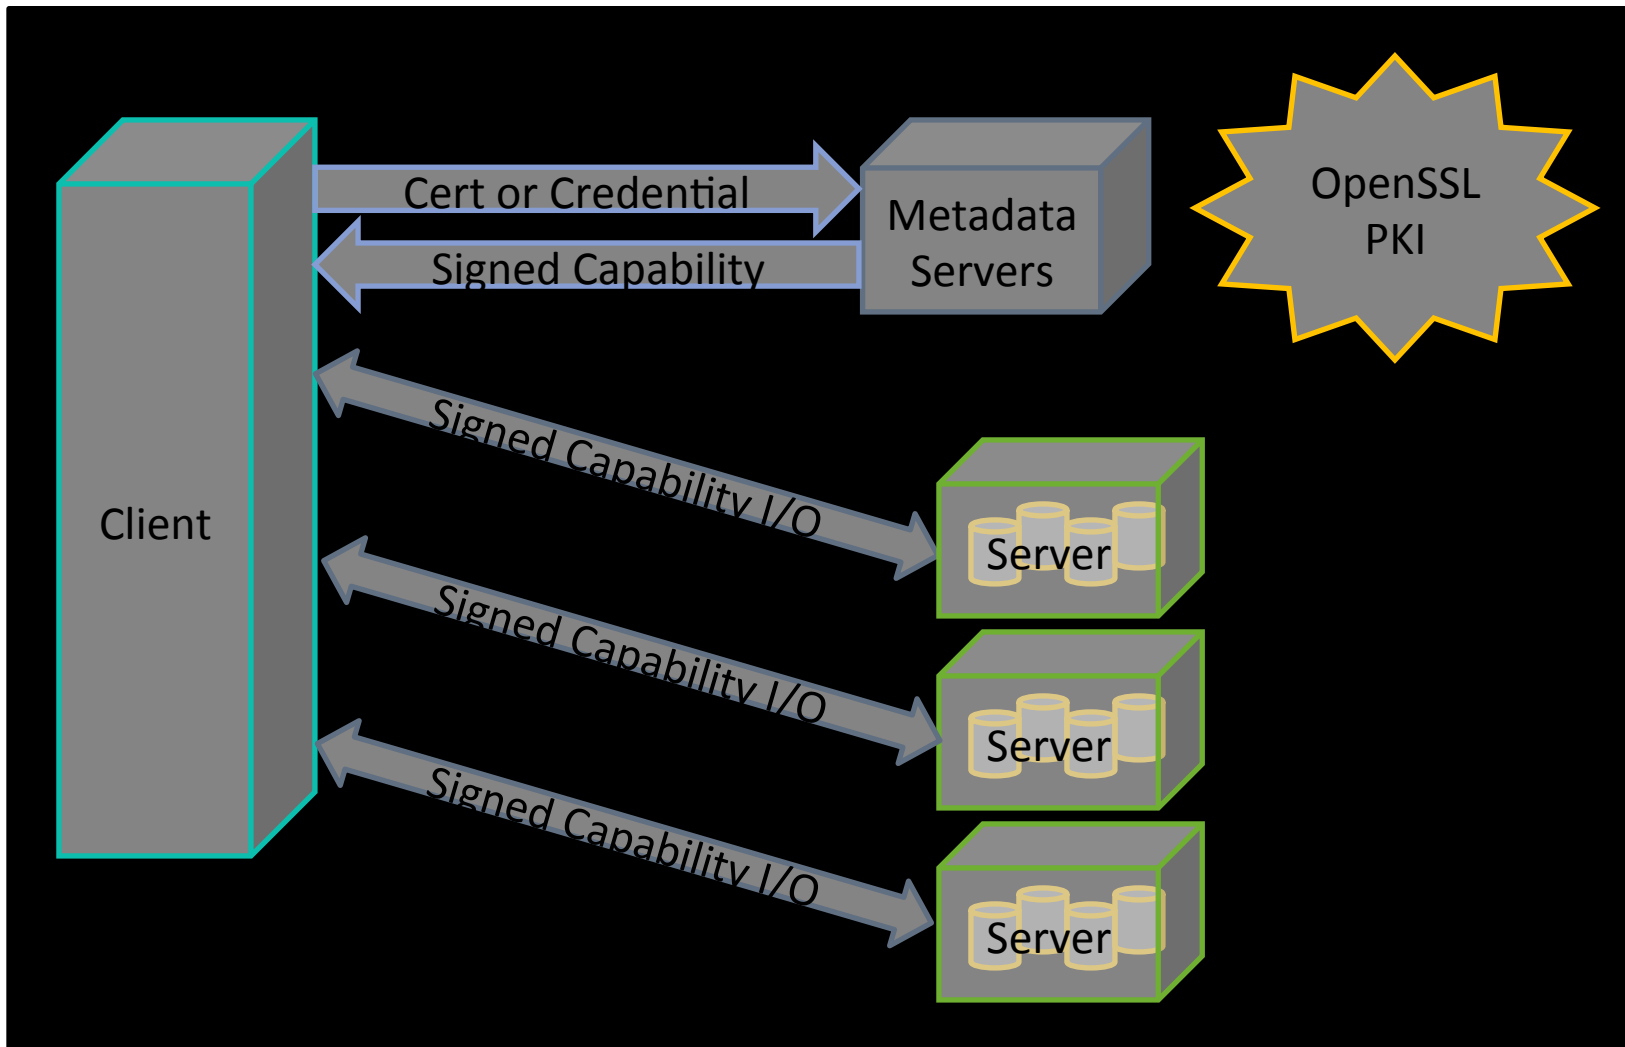 OpenSSL
PKI
Cert or Credential
Metadata
Servers
Signed Capability
Signed Capability I/O
Client
Server
Signed Capability I/O
Server
Signed Capability I/O
Server